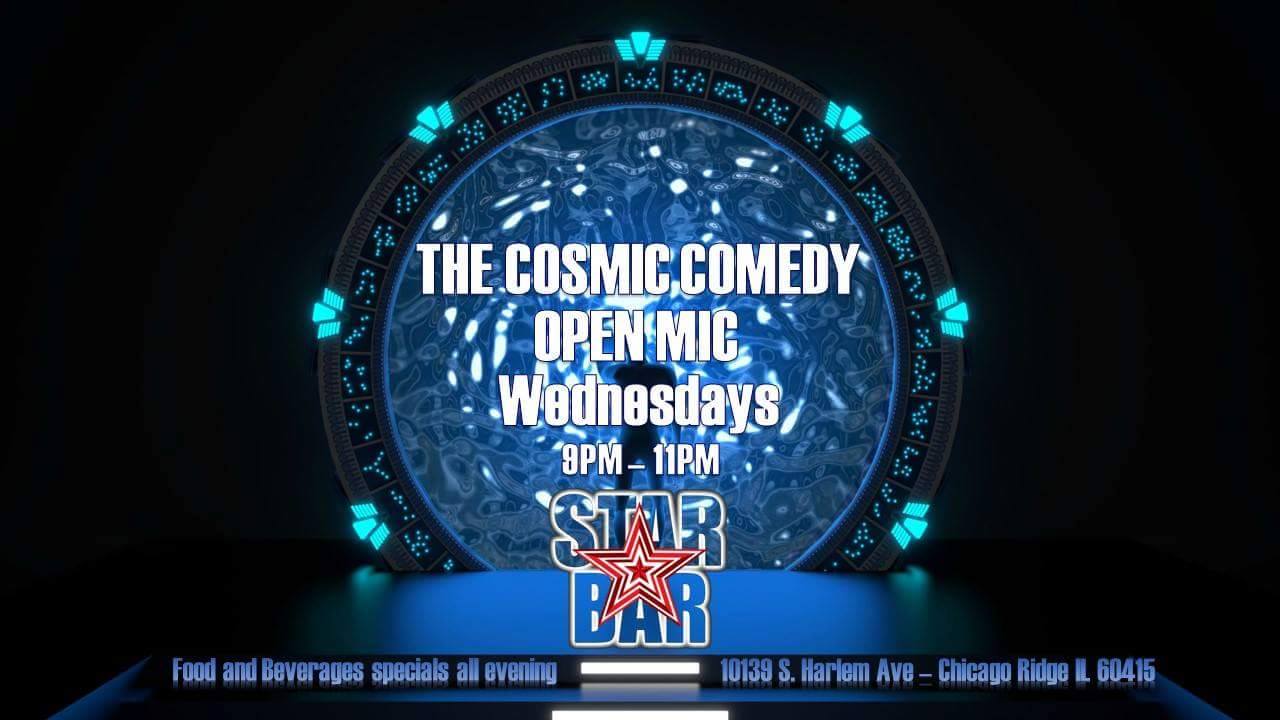 THE COSMIC COMEDY
OPEN MIC
Wednesdays
9PM – 11PM
STAR
BAR
Food and Beverages specials all evening
10139 S. Harlem Ave – Chicago Ridge IL 60415